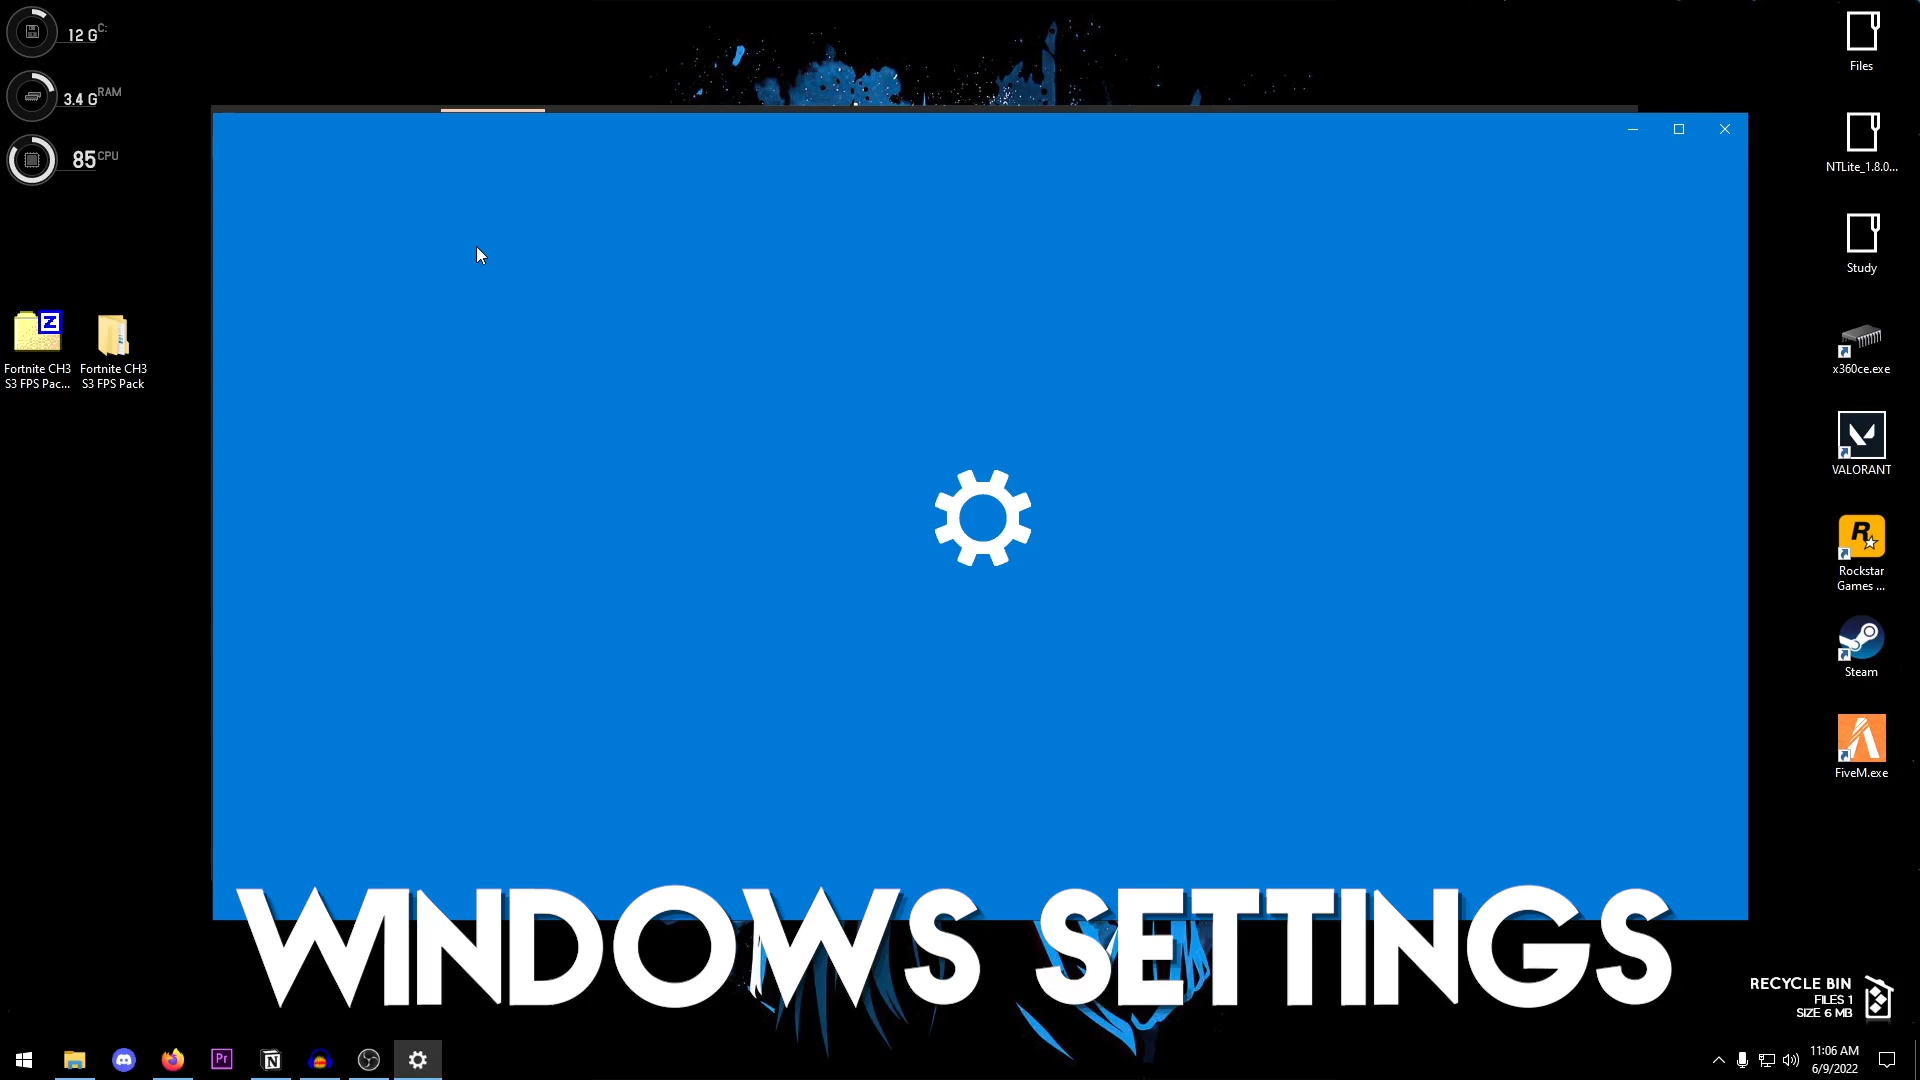 12 G C:
3.4 G RAM
85 CPU
Fortnite CH3
S3 FPS Pac...
Fortnite CH3
S3 FPS Pack
Files
NTLite_1.8.0...
Study
x360ce.exe
VALORANT
Rockstar
Games ...
Steam
FiveM.exe
WINDOWS SETTINGS
RECYCLE BIN
FILES 1
SIZE 6 MB
Pr
11:06 AM
6/9/2022